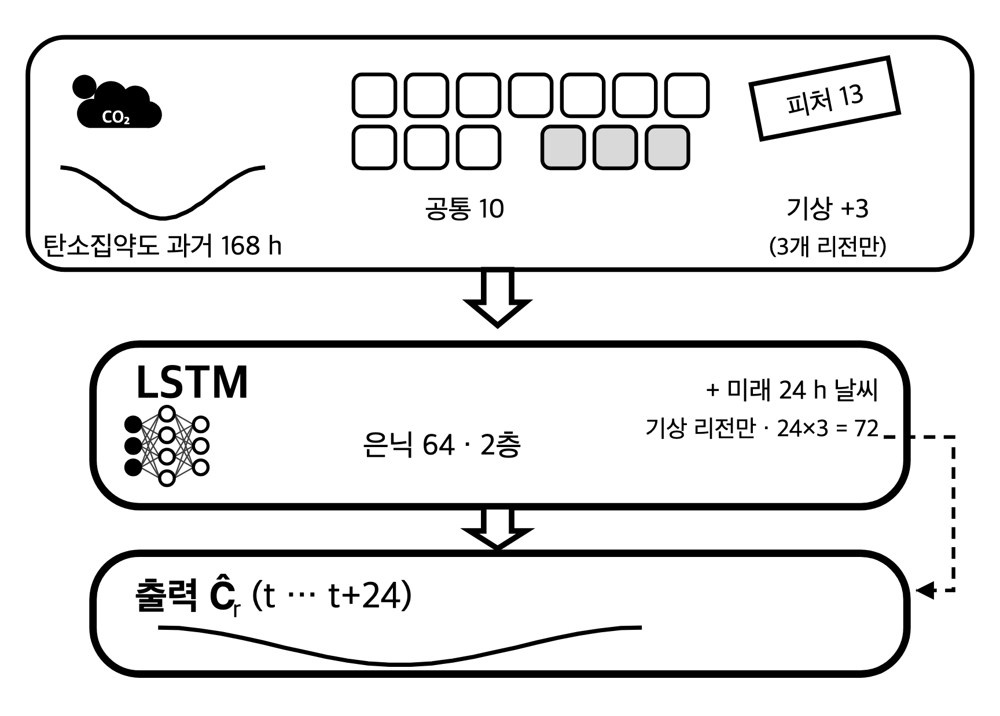 CO₂
피처 13
공통 10
기상 +3
탄소집약도 과거 168 h
(3개 리전만)
LSTM
+ 미래 24 h 날씨
기상 리전만 · 24×3 = 72
은닉 64 · 2층
출력 Ĉr (t ⋯ t+24)